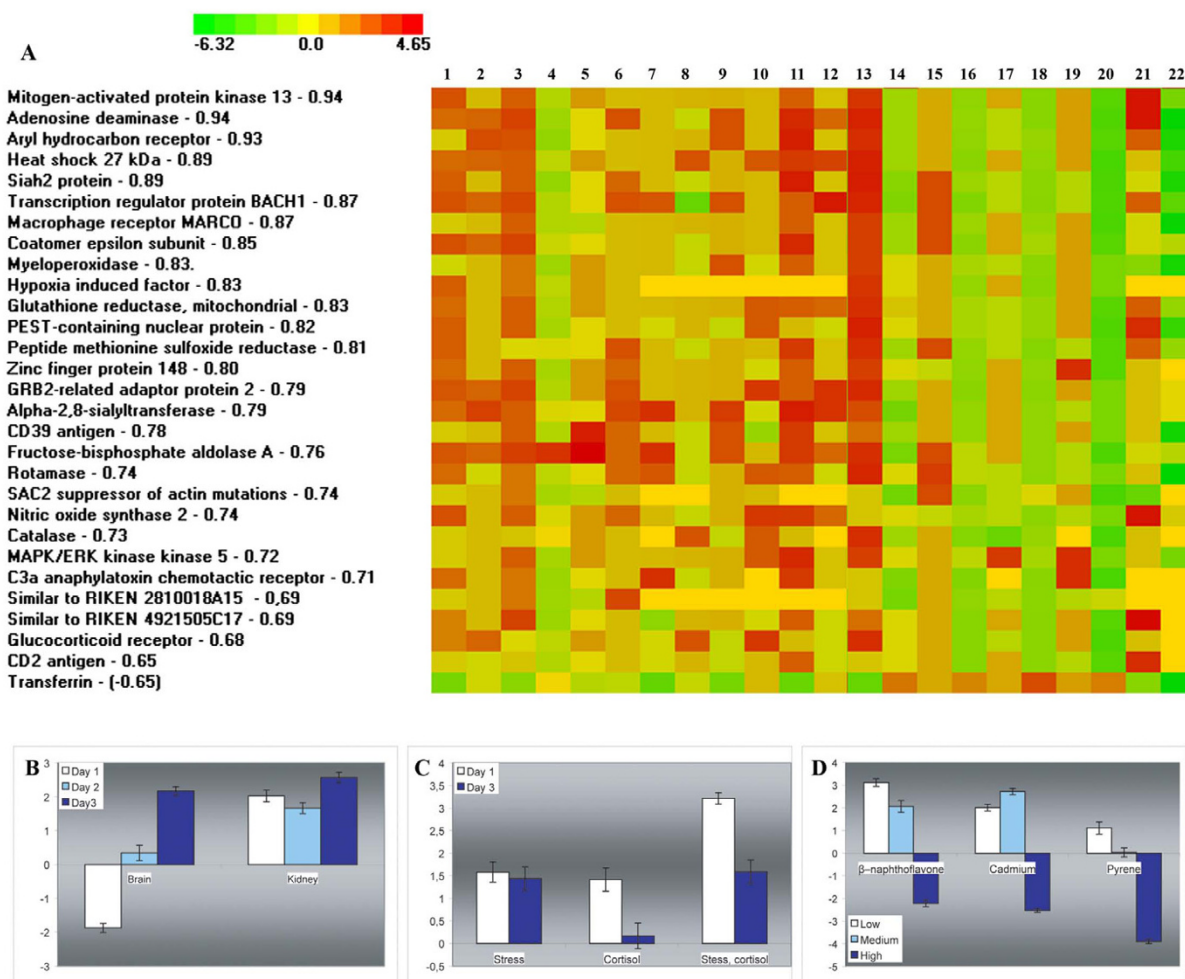 -6.32 0.0 4.65
A
1 2 3 4 5 6 7 8 9 10 11 12 13 14 15 16 17 18 19 20 21 22
Mitogen-activated protein kinase 13 - 0.94
Adenosine deaminase - 0.94
Aryl hydrocarbon receptor - 0.93
Heat shock 27 kDa - 0.89
Siah2 protein - 0.89
Transcription regulator protein BACH1 - 0.87
Macrophage receptor MARCO - 0.87
Coatomer epsilon subunit - 0.85
Myeloperoxidase - 0.83.
Hypoxia induced factor - 0.83
Glutathione reductase, mitochondrial - 0.83
PEST-containing nuclear protein - 0.82
Peptide methionine sulfoxide reductase - 0.81
Zinc finger protein 148 - 0.80
GRB2-related adaptor protein 2 - 0.79
Alpha-2,8-sialyltransferase - 0.79
CD39 antigen - 0.78
Fructose-bisphosphate aldolase A - 0.76
Rotamase - 0.74
SAC2 suppressor of actin mutations - 0.74
Nitric oxide synthase 2 - 0.74
Catalase - 0.73
MAPK/ERK kinase kinase 5 - 0.72
C3a anaphylatoxin chemotactic receptor - 0.71
Similar to RIKEN 2810018A15 - 0,69
Similar to RIKEN 4921505C17 - 0.69
Glucocorticoid receptor - 0.68
CD2 antigen - 0.65
Transferrin - (-0.65)
B
Day 1
Day 2
Day3
3
2
1
0
-1
-2
-3
Brain Kidney
C
Day 1
Day 3
4
3,5
3
2,5
2
1,5
1
0,5
0
-0,5
Stress Cortisol Stess, cortisol
D
4
3
2
1
0
-1
-2
-3
-4
-5
β–naphthoflavone Cadmium Pyrene
Low
Medium
High